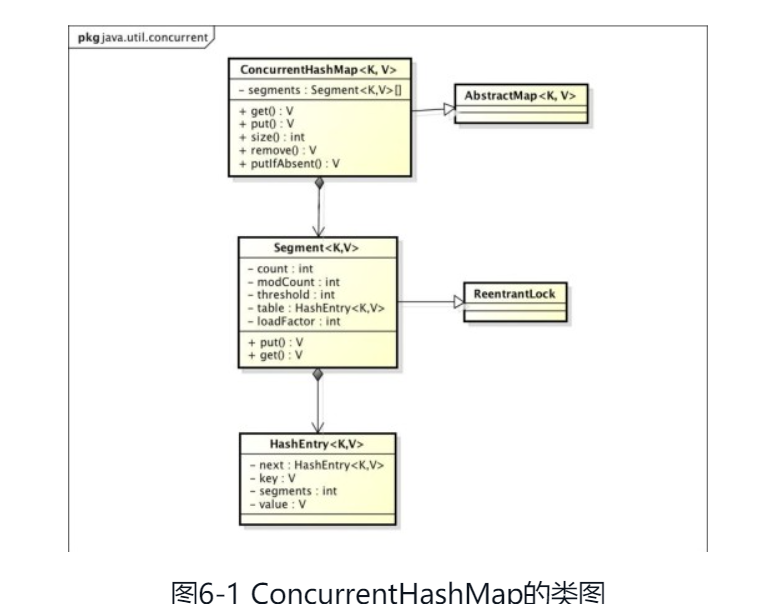 pkg java.util.concurrent
ConcurrentHashMap<K, V>
- segments : Segment<K,V>[]
+ get() : V
+ put() : V
+ size() : int
+ remove() : V
+ putIfAbsent() : V
AbstractMap<K, V>
Segment<K,V>
- count : int
- modCount : int
- threshold : int
- table : HashEntry<K,V>
- loadFactor : int
+ put() : V
+ get() : V
ReentrantLock
HashEntry<K,V>
- next : HashEntry<K,V>
- key : V
- segments : int
- value : V
图6-1 ConcurrentHashMap的类图